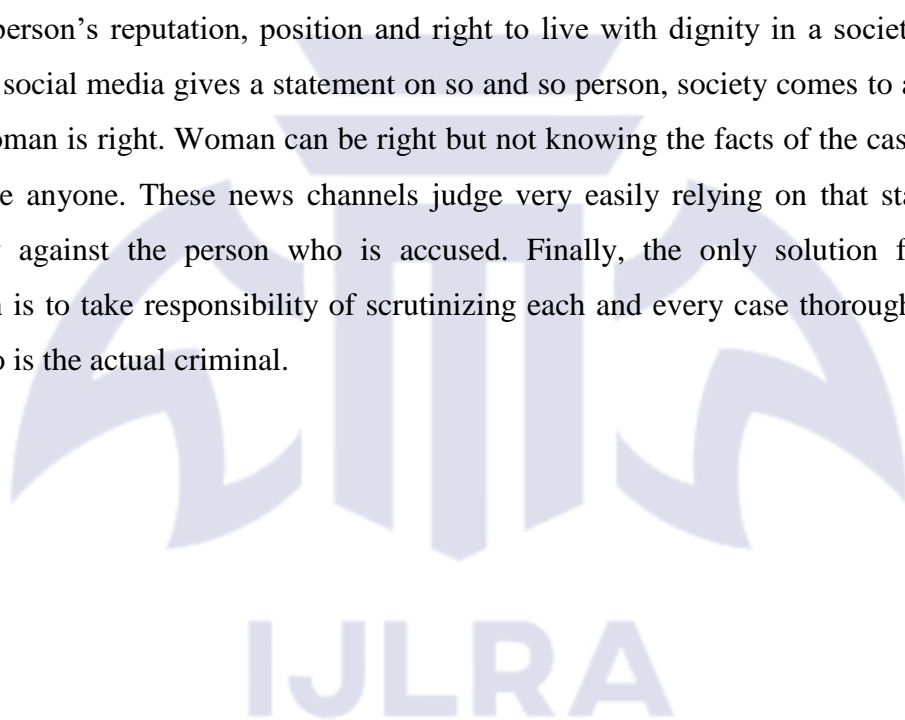 person’s reputation, position and right to live with dignity in a societ
social media gives a statement on so and so person, society comes to a
oman is right. Woman can be right but not knowing the facts of the cas
e anyone. These news channels judge very easily relying on that sta
against the person who is accused. Finally, the only solution f
is to take responsibility of scrutinizing each and every case thorough
o is the actual criminal.
IJLRA